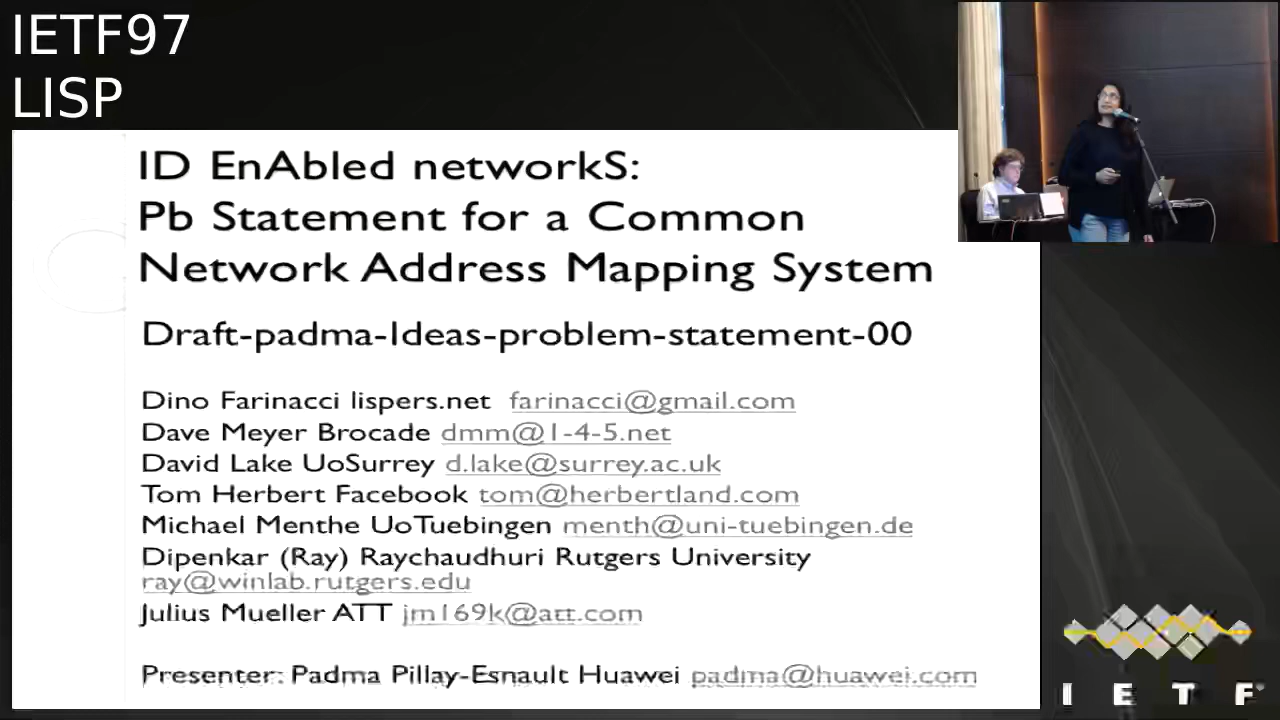 IETF97
LISP
ID EnAbled networkS:
Pb Statement for a Common
Network Address Mapping System
Draft-padma-Ideas-problem-statement-00
Dino Farinacci lispers.net farinacci@gmail.com
Dave Meyer Brocade dmm@1-4-5.net
David Lake UoSurrey d.lake@surrey.ac.uk
Tom Herbert Facebook tom@herbertland.com
Michael Menthe UoTuebingen menth@uni-tuebingen.de
Dipenkar (Ray) Raychaudhuri Rutgers University
ray@winlab.rutgers.edu
Julius Mueller ATT jm169k@att.com
Presenter: Padma Pillay-Esnault Huawei padma@huawei.com
I E T F